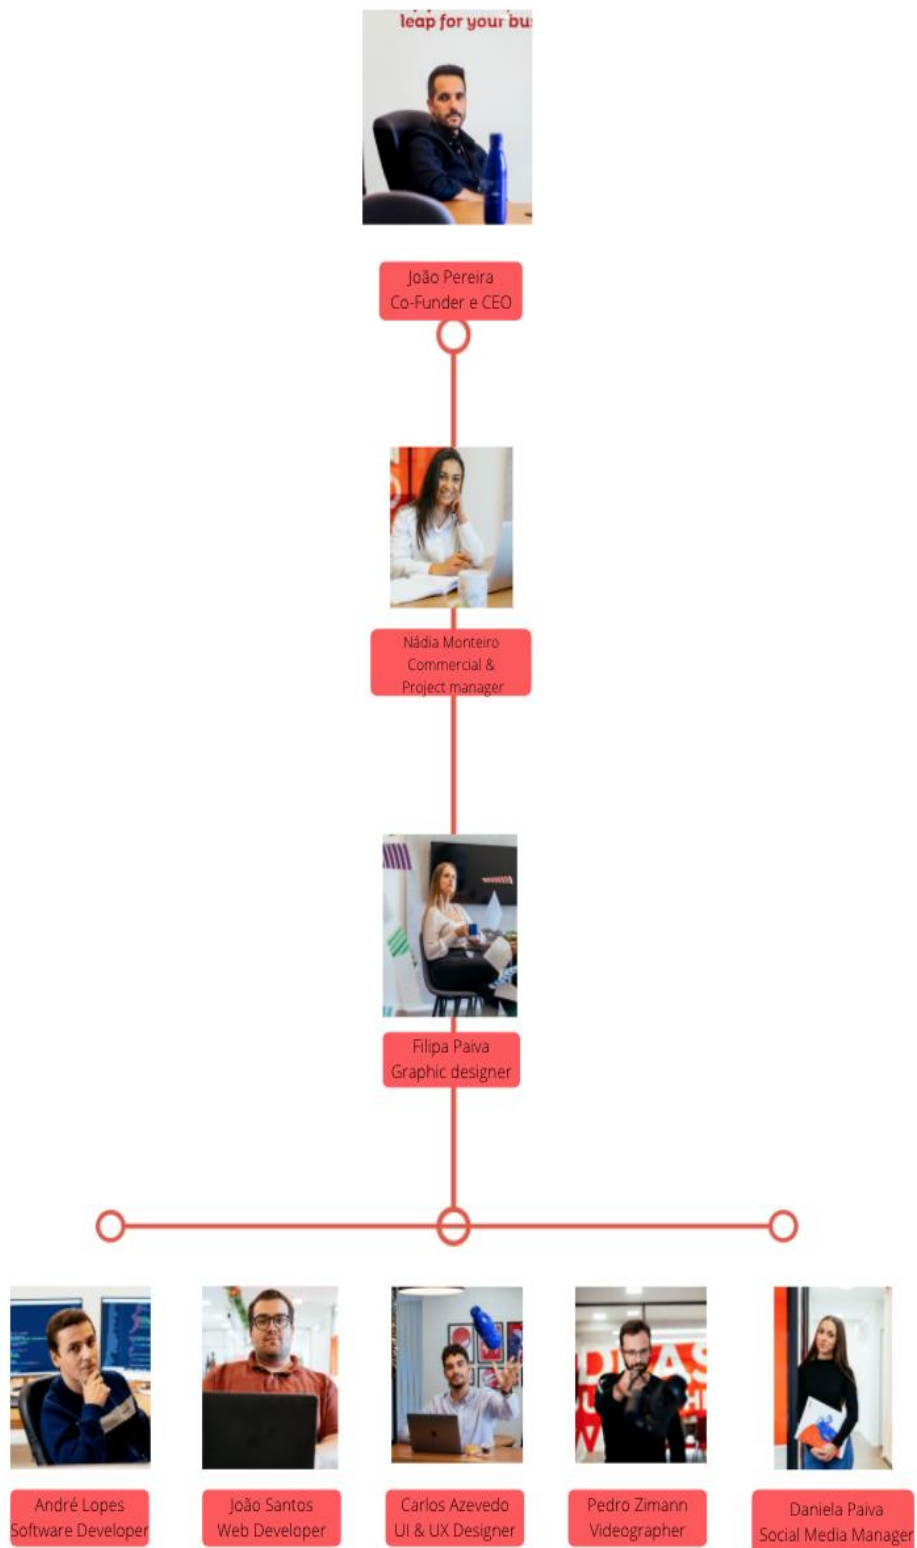 leap for your
João Pereira
Co-Funder e CEO
Nádia Monteiro
Commercial &
Project manager
Filipa Paiva
Graphic designer
André Lopes
Software Developer
João Santos
Web Developer
Carlos Azevedo
UI & UX Designer
Pedro Zimann
Videographer
Daniela Paiva
Social Media Manager